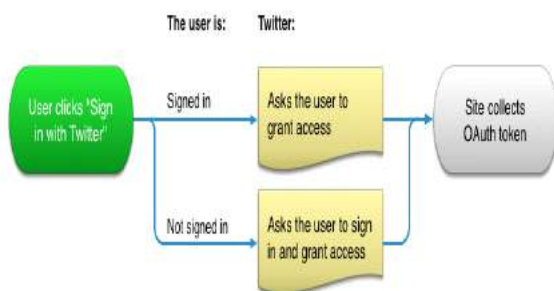 The user is: Twitter:
User clicks "Sign
in with Twitter"
Signed in
Asks the user to
grant access
Site collects
OAuth token
Not signed in
Asks the user to sign
in and grant access